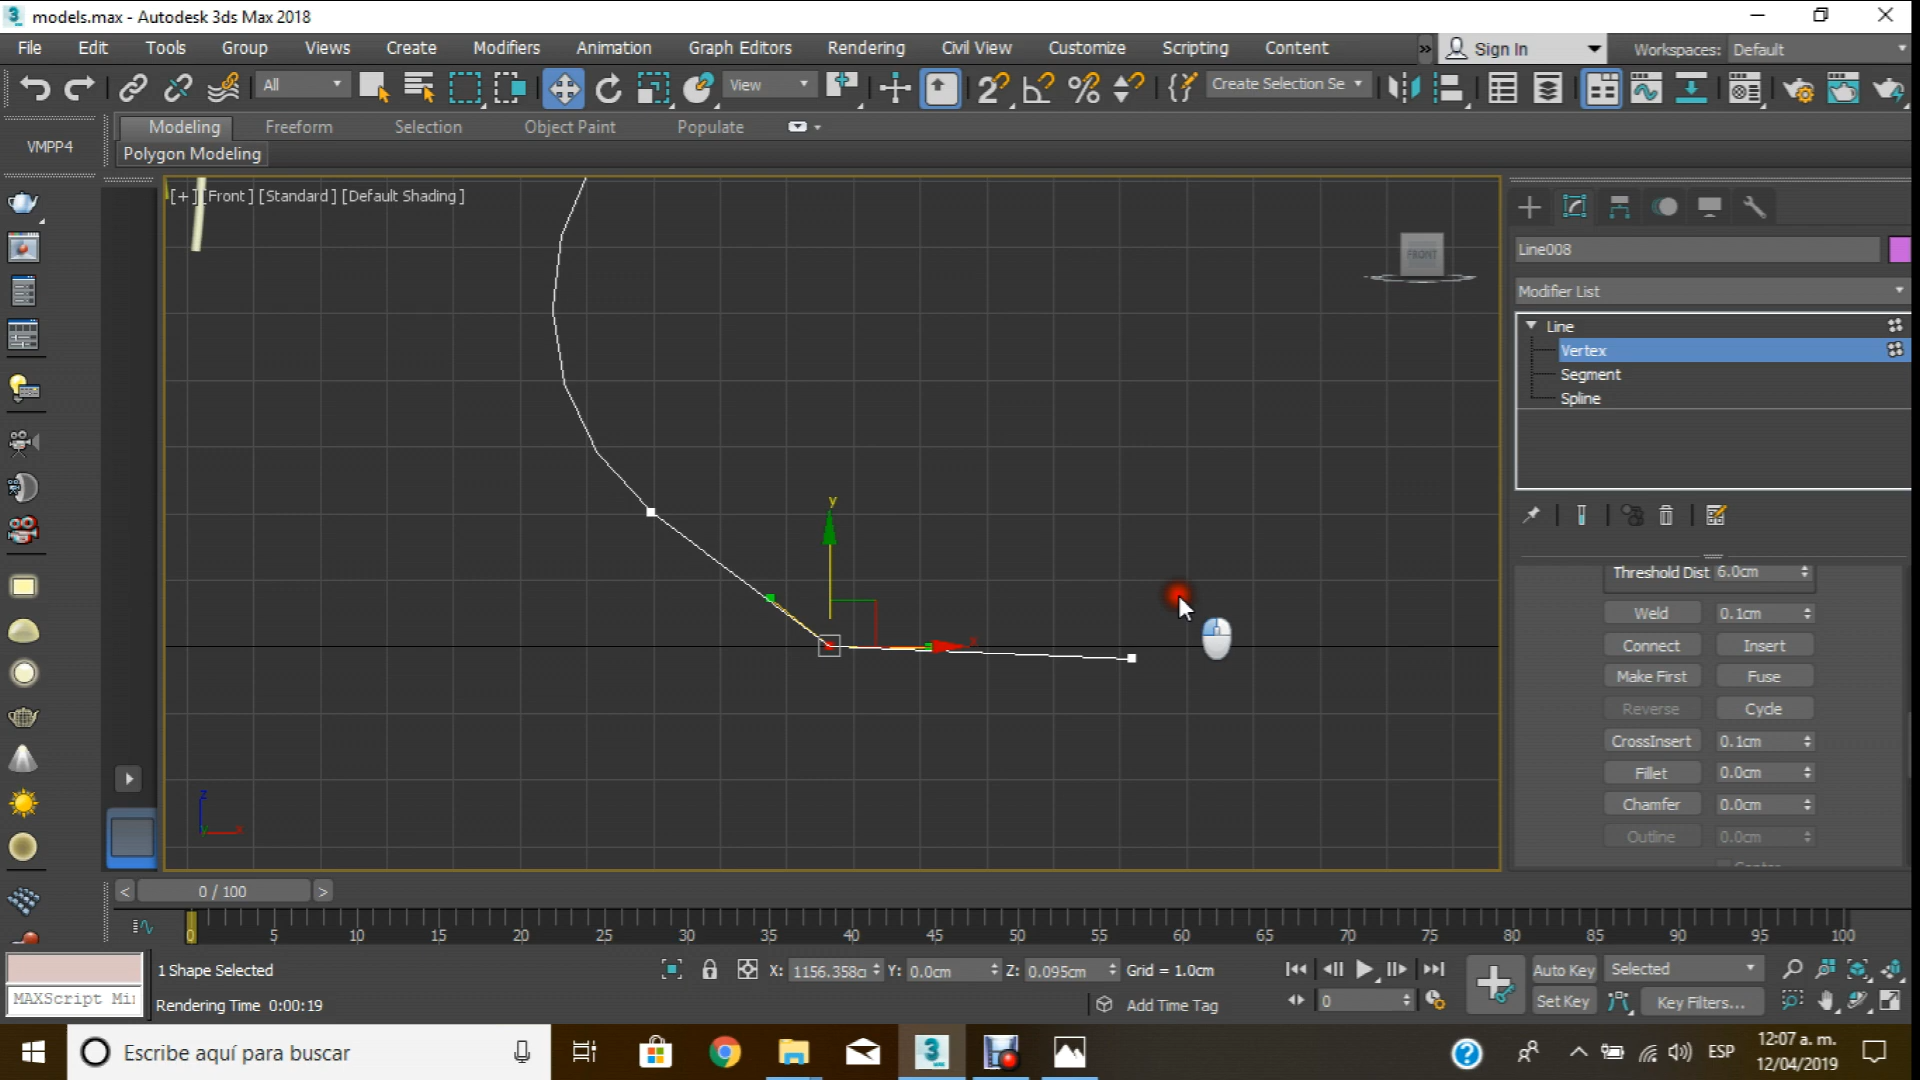 models.max - Autodesk 3ds Max 2018
File Edit Tools Group Views Create Modifiers Animation Graph Editors Rendering Civil View Customize Scripting Content » Sign In Workspaces: Default
All View Create Selection Se
Modeling Freeform Selection Object Paint Populate
VMPP4
Polygon Modeling
[+] [Front] [Standard] [Default Shading]
FRONT
Line008
Modifier List
Line
Vertex
Segment
Spline
y
x
Threshold Dist 6.0cm
Weld 0.1cm
Connect Insert
Make First Fuse
Reverse Cycle
CrossInsert 0.1cm
Fillet 0.0cm
Chamfer 0.0cm
Outline 0.0cm
z
y x
< 0 / 100 >
0 5 10 15 20 25 30 35 40 45 50 55 60 65 70 75 80 85 90 95 100
1 Shape Selected X: 1156.358c Y: 0.0cm Z: 0.095cm Grid = 1.0cm Auto Key Selected
MAXScript Mi Rendering Time 0:00:19 Add Time Tag 0 Set Key Key Filters...
Escribe aquí para buscar
ESP
12:07 a. m.
12/04/2019